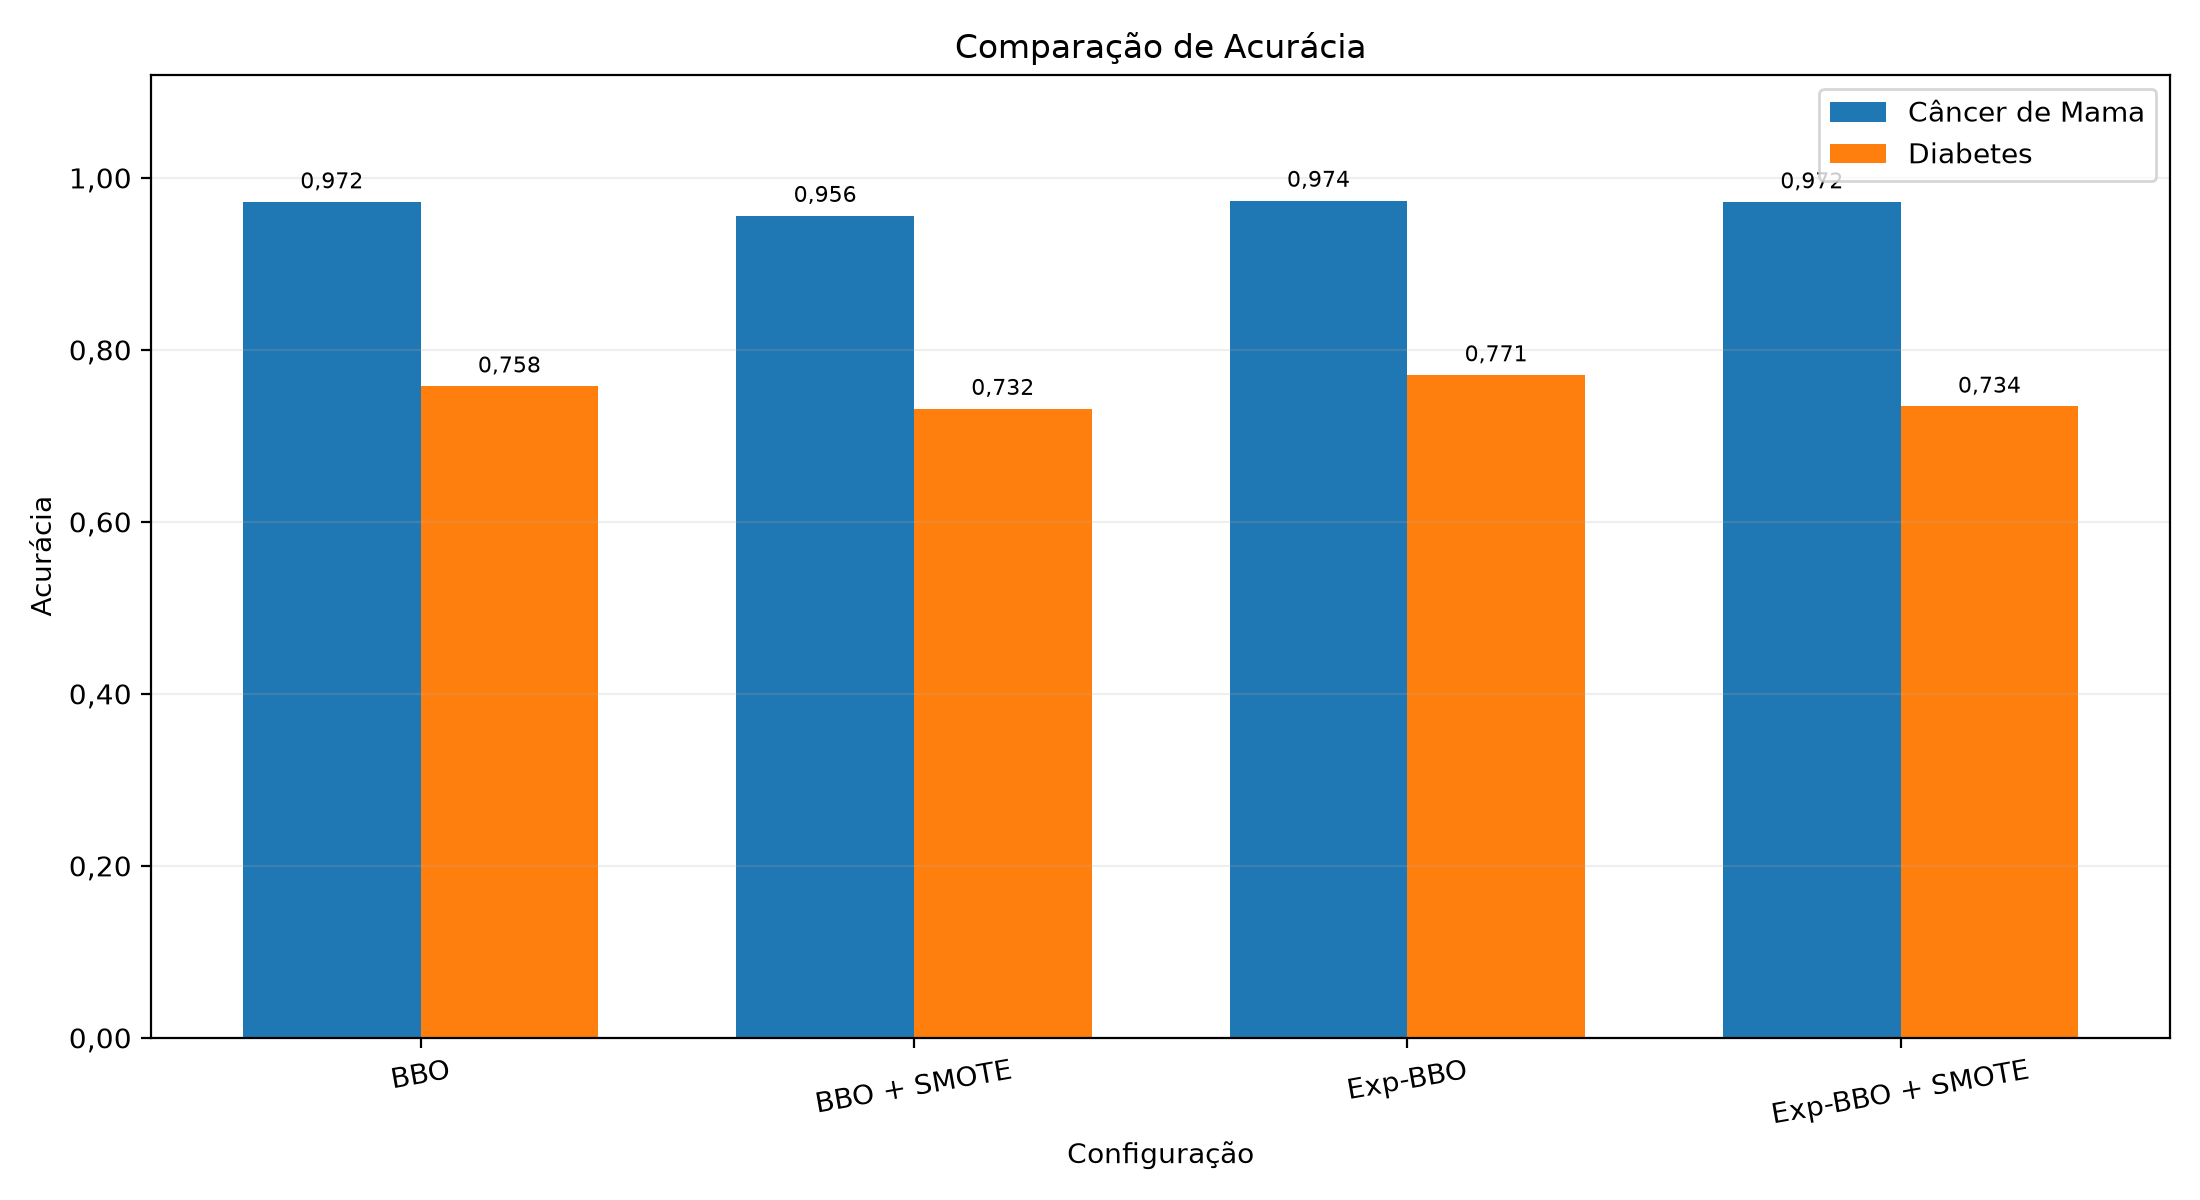 Comparação de Acurácia
Câncer de Mama
Diabetes
1,00
0,80
0,60
0,40
0,20
0,00
Acurácia
0,972
0,758
0,956
0,732
0,974
0,771
0,972
0,734
BBO
BBO + SMOTE
Exp-BBO
Exp-BBO + SMOTE
Configuração